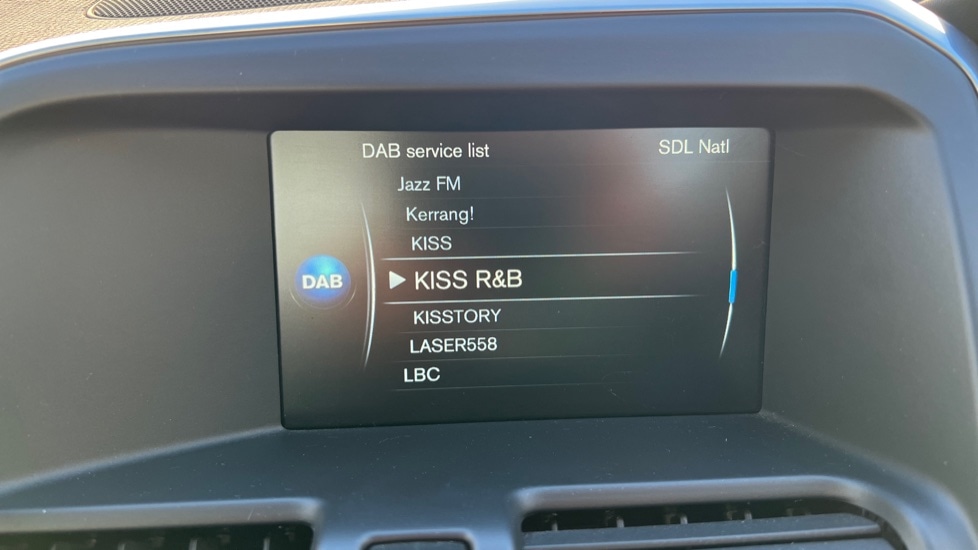 DAB service list SDL Natl
Jazz FM
Kerrang!
KISS
DAB KISS R&B
KISSTORY
LASER558
LBC